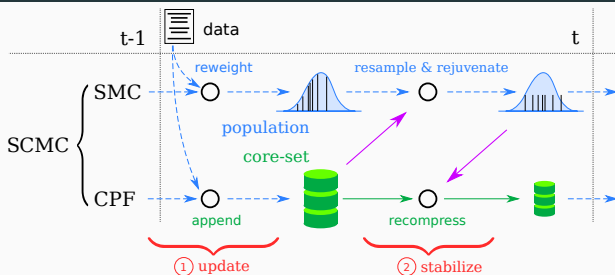 data
t-1
t
reweight
resample & rejuvenate
SMC
population
SCMC
core-set
CPF
append
recompress
1 update
2 stabilize